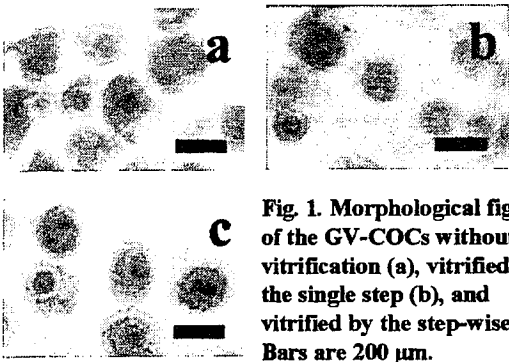 a
b
c
Fig. 1. Morphological fig
of the GV-COCs without
vitrification (a), vitrified
the single step (b), and
vitrified by the step-wise
Bars are 200 μm.